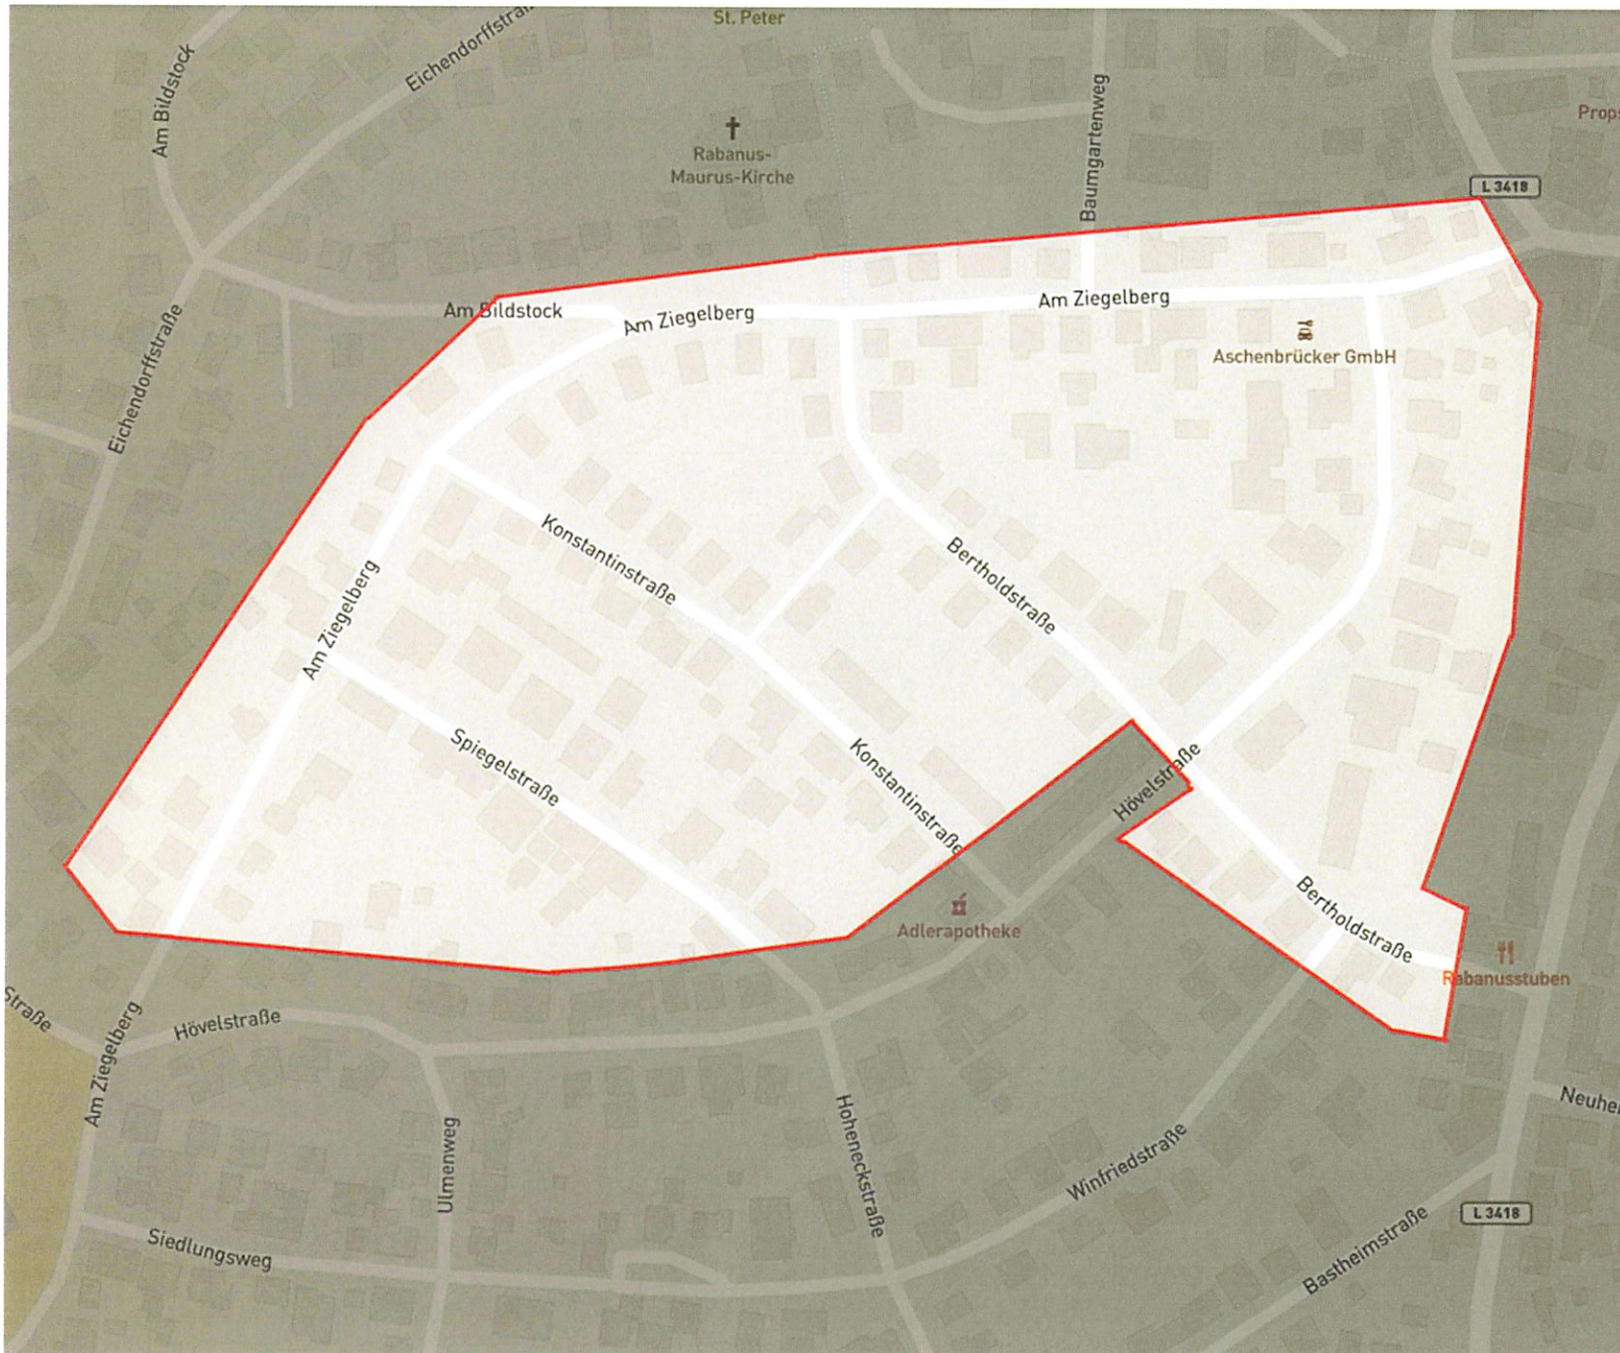 St. Peter
Eichendorffstraß
Am Bildstock
Rabanus-
Maurus-Kirche
Baumgartenweg
Props
L 3418
Am Bildstock
Am Ziegelberg
Am Ziegelberg
Aschenbrücker GmbH
Eichendorffstraße
Konstantinstraße
Bertholdstraße
Am Ziegelberg
Spiegelstraße
Konstantinstraße
Hövelstraße
Bertholdstraße
Adlerapotheke
Rabanusstuben
Straße
Hövelstraße
Am Ziegelberg
Neuhe
Ulmenweg
Hoheneckstraße
Winfriedstraße
L 3418
Siedlungsweg
Bastheimstraße